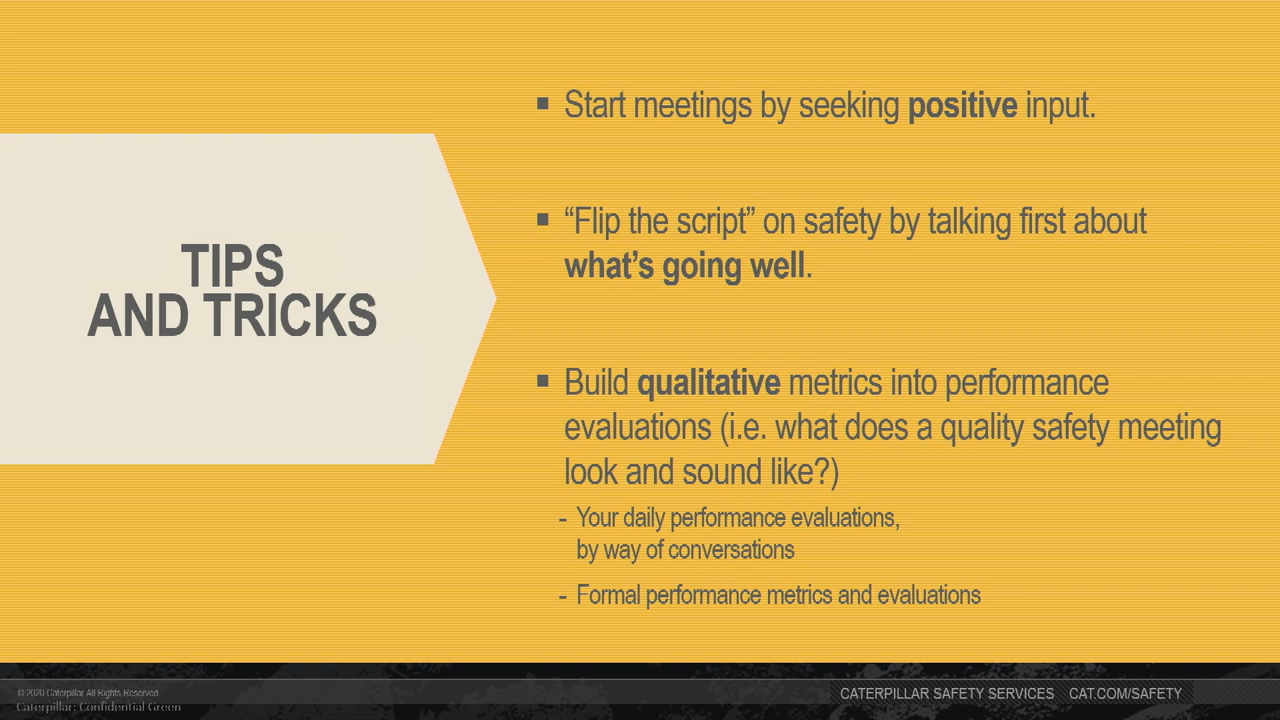 TIPS
AND TRICKS
▪ Start meetings by seeking positive input.
▪ “Flip the script” on safety by talking first about
what’s going well.
▪ Build qualitative metrics into performance
evaluations (i.e. what does a quality safety meeting
look and sound like?)
- Your daily performance evaluations,
by way of conversations
- Formal performance metrics and evaluations
© 2020 Caterpillar All Rights Reserved
Caterpillar: Confidential Green
CATERPILLAR SAFETY SERVICES CAT.COM/SAFETY